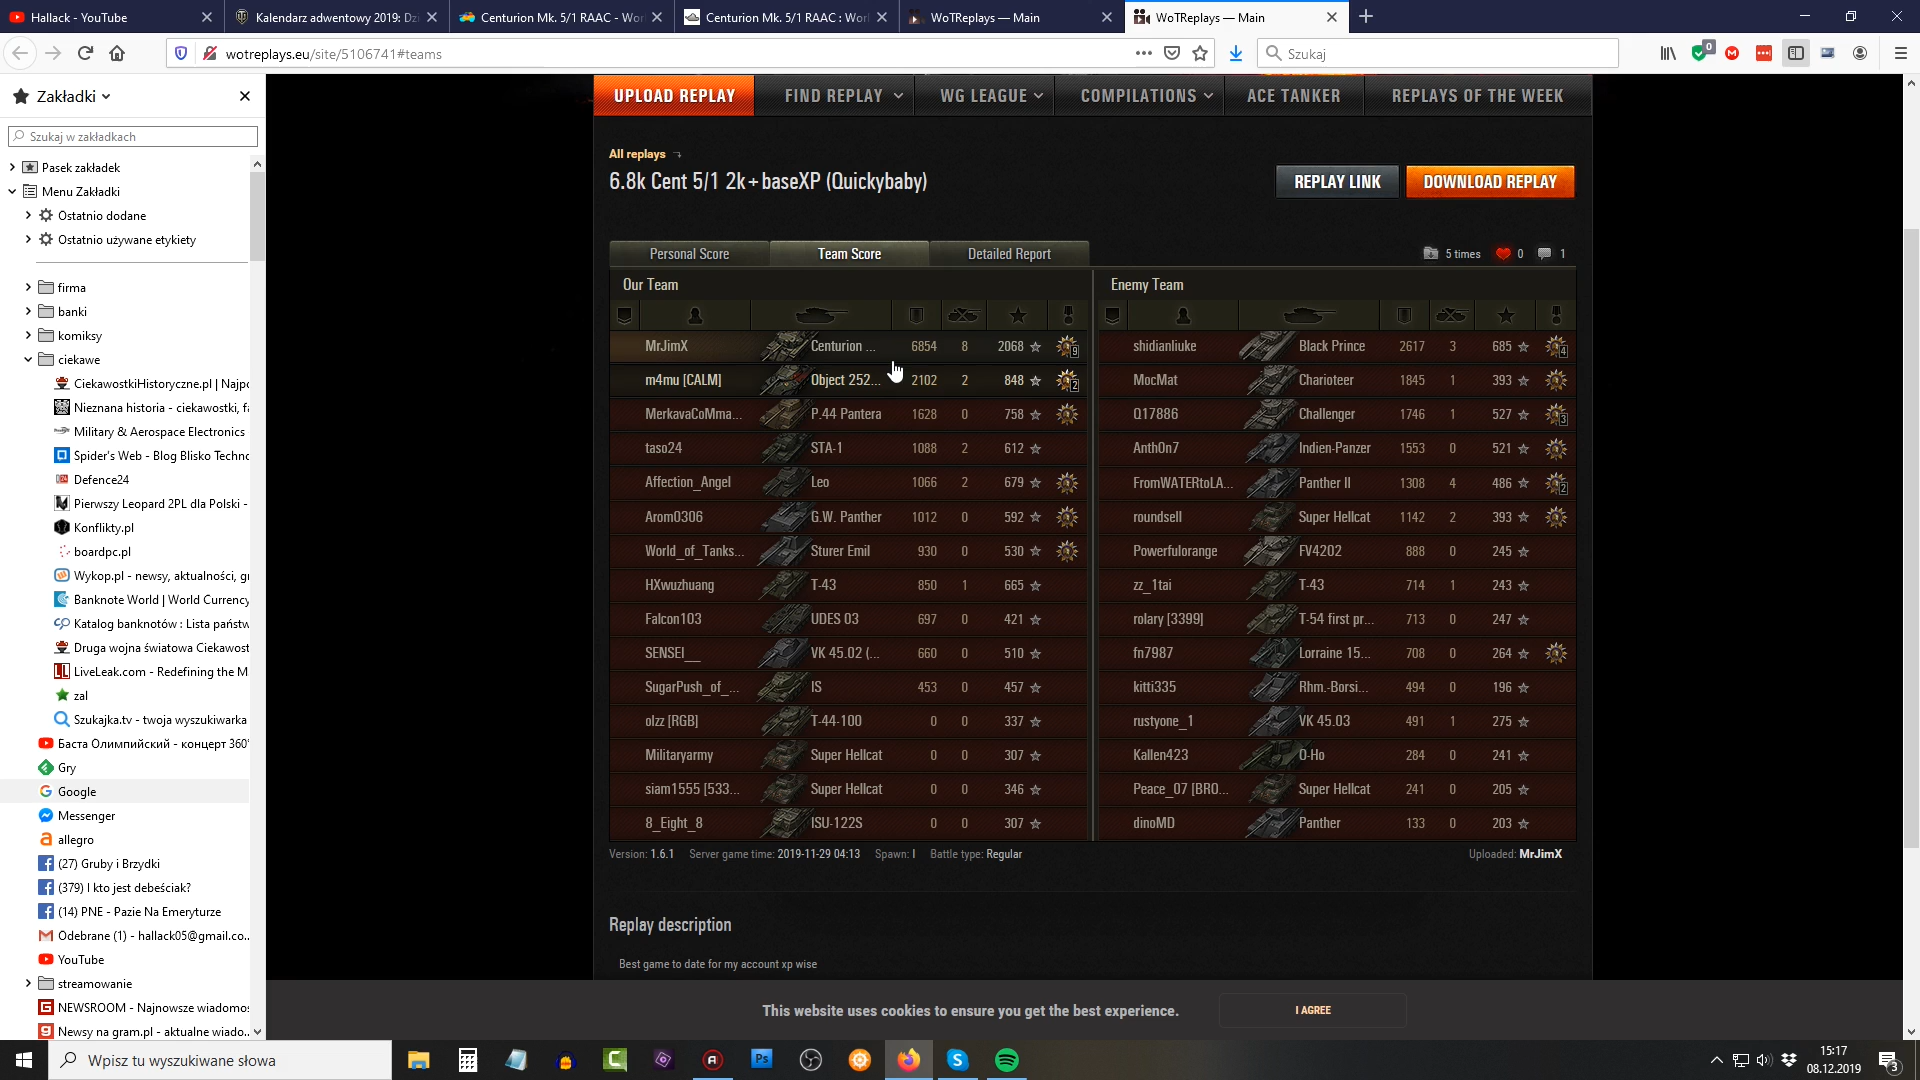 Hallack - YouTube
Kalendarz adwentowy 2019: Dzi
Centurion Mk. 5/1 RAAC - Wor
Centurion Mk. 5/1 RAAC : Worl
WoTReplays — Main
WoTReplays — Main
wotreplays.eu/site/5106741#teams
Szukaj
0
Zakładki
Szukaj w zakładkach
Pasek zakładek
Menu Zakładki
Ostatnio dodane
Ostatnio używane etykiety
firma
banki
komiksy
ciekawe
CiekawostkiHistoryczne.pl | Najpo
Nieznana historia - ciekawostki, fa
Military & Aerospace Electronics
Spider's Web - Blog Blisko Techno
Defence24
Pierwszy Leopard 2PL dla Polski -
Konflikty.pl
boardpc.pl
Wykop.pl - newsy, aktualności, gr
Banknote World | World Currency
Katalog banknotów : Lista państw
Druga wojna światowa Ciekawost
LiveLeak.com - Redefining the M
zal
Szukajka.tv - twoja wyszukiwarka
Баста Олимпийский - концерт 360°
Gry
Google
Messenger
allegro
(27) Gruby i Brzydki
(379) I kto jest debeściak?
(14) PNE - Pazie Na Emeryturze
Odebrane (1) - hallack05@gmail.co...
YouTube
streamowanie
NEWSROOM - Najnowsze wiadomoś
Newsy na gram.pl - aktualne wiado...
UPLOAD REPLAY
FIND REPLAY
WG LEAGUE
COMPILATIONS
ACE TANKER
REPLAYS OF THE WEEK
All replays
6.8k Cent 5/1 2k+baseXP (Quickybaby)
REPLAY LINK
DOWNLOAD REPLAY
Personal Score
Team Score
Detailed Report
5 times
0
1
Our Team
MrJimX Centurion ... 6854 8 2068 9
m4mu [CALM] Object 252... 2102 2 848 2
MerkavaCoMma... P.44 Pantera 1628 0 758
taso24 STA-1 1088 2 612
Affection_Angel Leo 1066 2 679
Arom0306 G.W. Panther 1012 0 592
World_of_Tanks... Sturer Emil 930 0 530
HXwuzhuang T-43 850 1 665
Falcon103 UDES 03 697 0 421
SENSEI__ VK 45.02 (... 660 0 510
SugarPush_of_... IS 453 0 457
olzz [RGB] T-44-100 0 0 337
Militaryarmy Super Hellcat 0 0 307
siam1555 [533... Super Hellcat 0 0 346
8_Eight_8 ISU-122S 0 0 307
Enemy Team
shidianliuke Black Prince 2617 3 685 4
MocMat Charioteer 1845 1 393
Q17886 Challenger 1746 1 527 3
AnthOn7 Indien-Panzer 1553 0 521
FromWATERtoLA... Panther II 1308 4 486 2
roundsell Super Hellcat 1142 2 393
Powerfulorange FV4202 888 0 245
zz_1tai T-43 714 1 243
rolary [3399] T-54 first pr... 713 0 247
fn7987 Lorraine 15... 708 0 264
kitti335 Rhm.-Borsi... 494 0 196
rustyone_1 VK 45.03 491 1 275
Kallen423 O-Ho 284 0 241
Peace_07 [BRO... Super Hellcat 241 0 205
dinoMD Panther 133 0 203
Version: 1.6.1 Server game time: 2019-11-29 04:13 Spawn: I Battle type: Regular
Uploaded: MrJimX
Replay description
Best game to date for my account xp wise
This website uses cookies to ensure you get the best experience.
I AGREE
Wpisz tu wyszukiwane słowa
Ps
15:17
08.12.2019
3